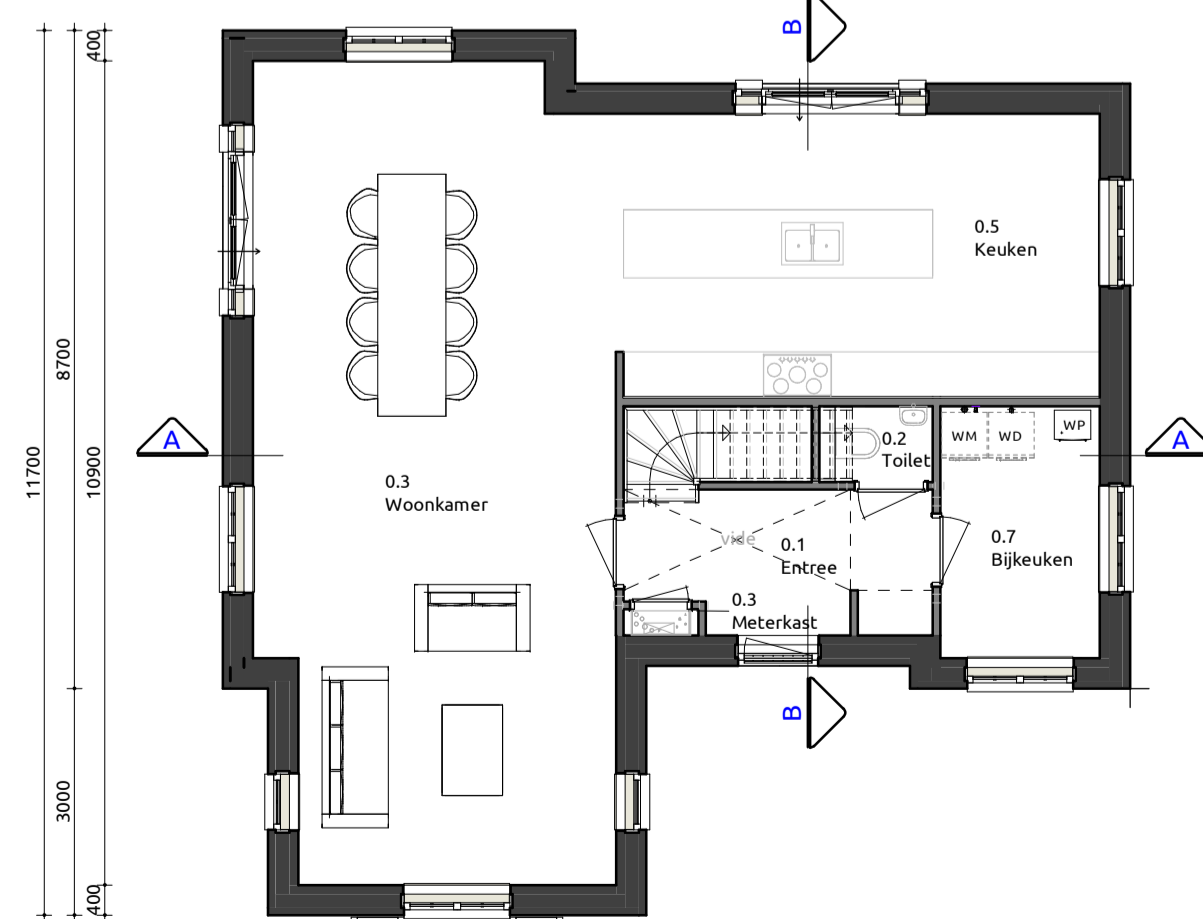 B
400
0.5
Keuken
8700
11700
10900
A
A
WM
WD
WP
0.2
Toilet
0.3
Woonkamer
vide
0.1
Entree
0.7
Bijkeuken
0.3
Meterkast
B
3000
400